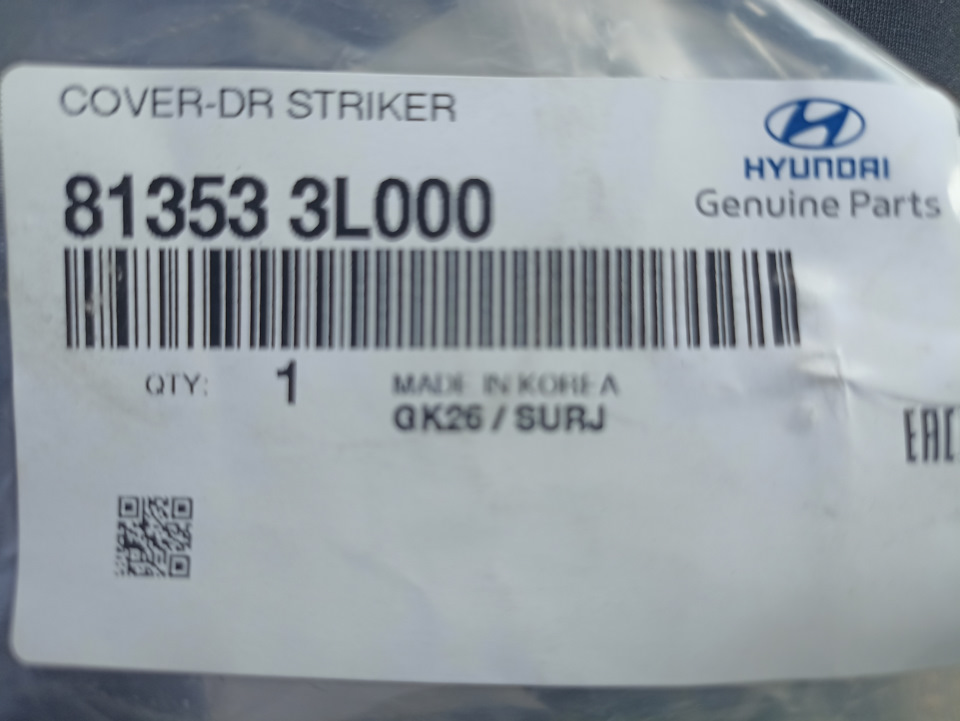 COVER-DR STRIKER
HYUNDAI
Genuine Parts
81353 3L000
QTY: 1
MADE IN KOREA
GK26 / SURJ
EAC